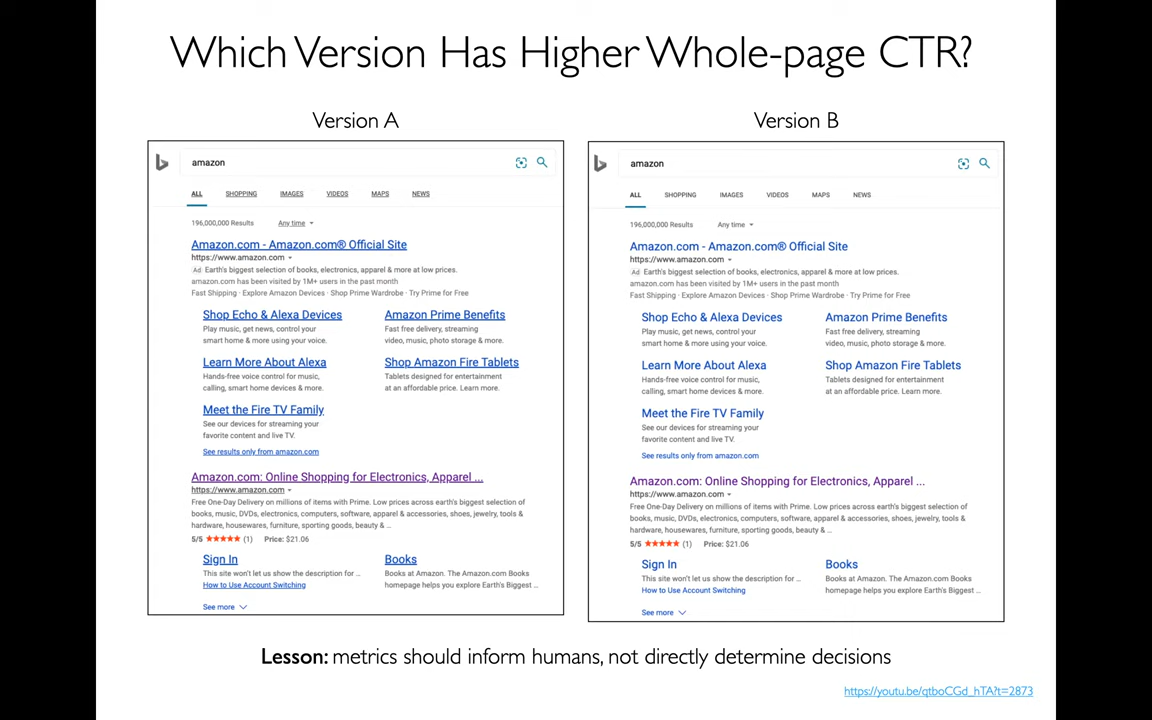 Which Version Has Higher Whole-page CTR?
Version A
amazon
ALL SHOPPING IMAGES VIDEOS MAPS NEWS
196,000,000 Results Any time
Amazon.com - Amazon.com® Official Site
https://www.amazon.com
Ad Earth's biggest selection of books, electronics, apparel & more at low prices.
amazon.com has been visited by 1M+ users in the past month
Fast Shipping · Explore Amazon Devices · Shop Prime Wardrobe · Try Prime for Free
Shop Echo & Alexa Devices
Play music, get news, control your
smart home & more using your voice.
Amazon Prime Benefits
Fast free delivery, streaming
video, music, photo storage & more.
Learn More About Alexa
Hands-free voice control for music,
calling, smart home devices & more.
Shop Amazon Fire Tablets
Tablets designed for entertainment
at an affordable price. Learn more.
Meet the Fire TV Family
See our devices for streaming your
favorite content and live TV.
See results only from amazon.com
Amazon.com: Online Shopping for Electronics, Apparel ...
https://www.amazon.com
Free One-Day Delivery on millions of items with Prime. Low prices across earth's biggest selection of
books, music, DVDs, electronics, computers, software, apparel & accessories, shoes, jewelry, tools &
hardware, housewares, furniture, sporting goods, beauty & ...
5/5 ★★★★★ (1) Price: $21.06
Sign In
This site won't let us show the description for ...
How to Use Account Switching
Books
Books at Amazon. The Amazon.com Books
homepage helps you explore Earth's Biggest ...
See more
Version B
amazon
ALL SHOPPING IMAGES VIDEOS MAPS NEWS
196,000,000 Results Any time
Amazon.com - Amazon.com® Official Site
https://www.amazon.com
Ad Earth's biggest selection of books, electronics, apparel & more at low prices.
amazon.com has been visited by 1M+ users in the past month
Fast Shipping · Explore Amazon Devices · Shop Prime Wardrobe · Try Prime for Free
Shop Echo & Alexa Devices
Play music, get news, control your
smart home & more using your voice.
Amazon Prime Benefits
Fast free delivery, streaming
video, music, photo storage & more.
Learn More About Alexa
Hands-free voice control for music,
calling, smart home devices & more.
Shop Amazon Fire Tablets
Tablets designed for entertainment
at an affordable price. Learn more.
Meet the Fire TV Family
See our devices for streaming your
favorite content and live TV.
See results only from amazon.com
Amazon.com: Online Shopping for Electronics, Apparel ...
https://www.amazon.com
Free One-Day Delivery on millions of items with Prime. Low prices across earth's biggest selection of
books, music, DVDs, electronics, computers, software, apparel & accessories, shoes, jewelry, tools &
hardware, housewares, furniture, sporting goods, beauty & ...
5/5 ★★★★★ (1) Price: $21.06
Sign In
This site won't let us show the description for ...
How to Use Account Switching
Books
Books at Amazon. The Amazon.com Books
homepage helps you explore Earth's Biggest ...
See more
Lesson: metrics should inform humans, not directly determine decisions
https://youtu.be/qtboCGd_hTA?t=2873